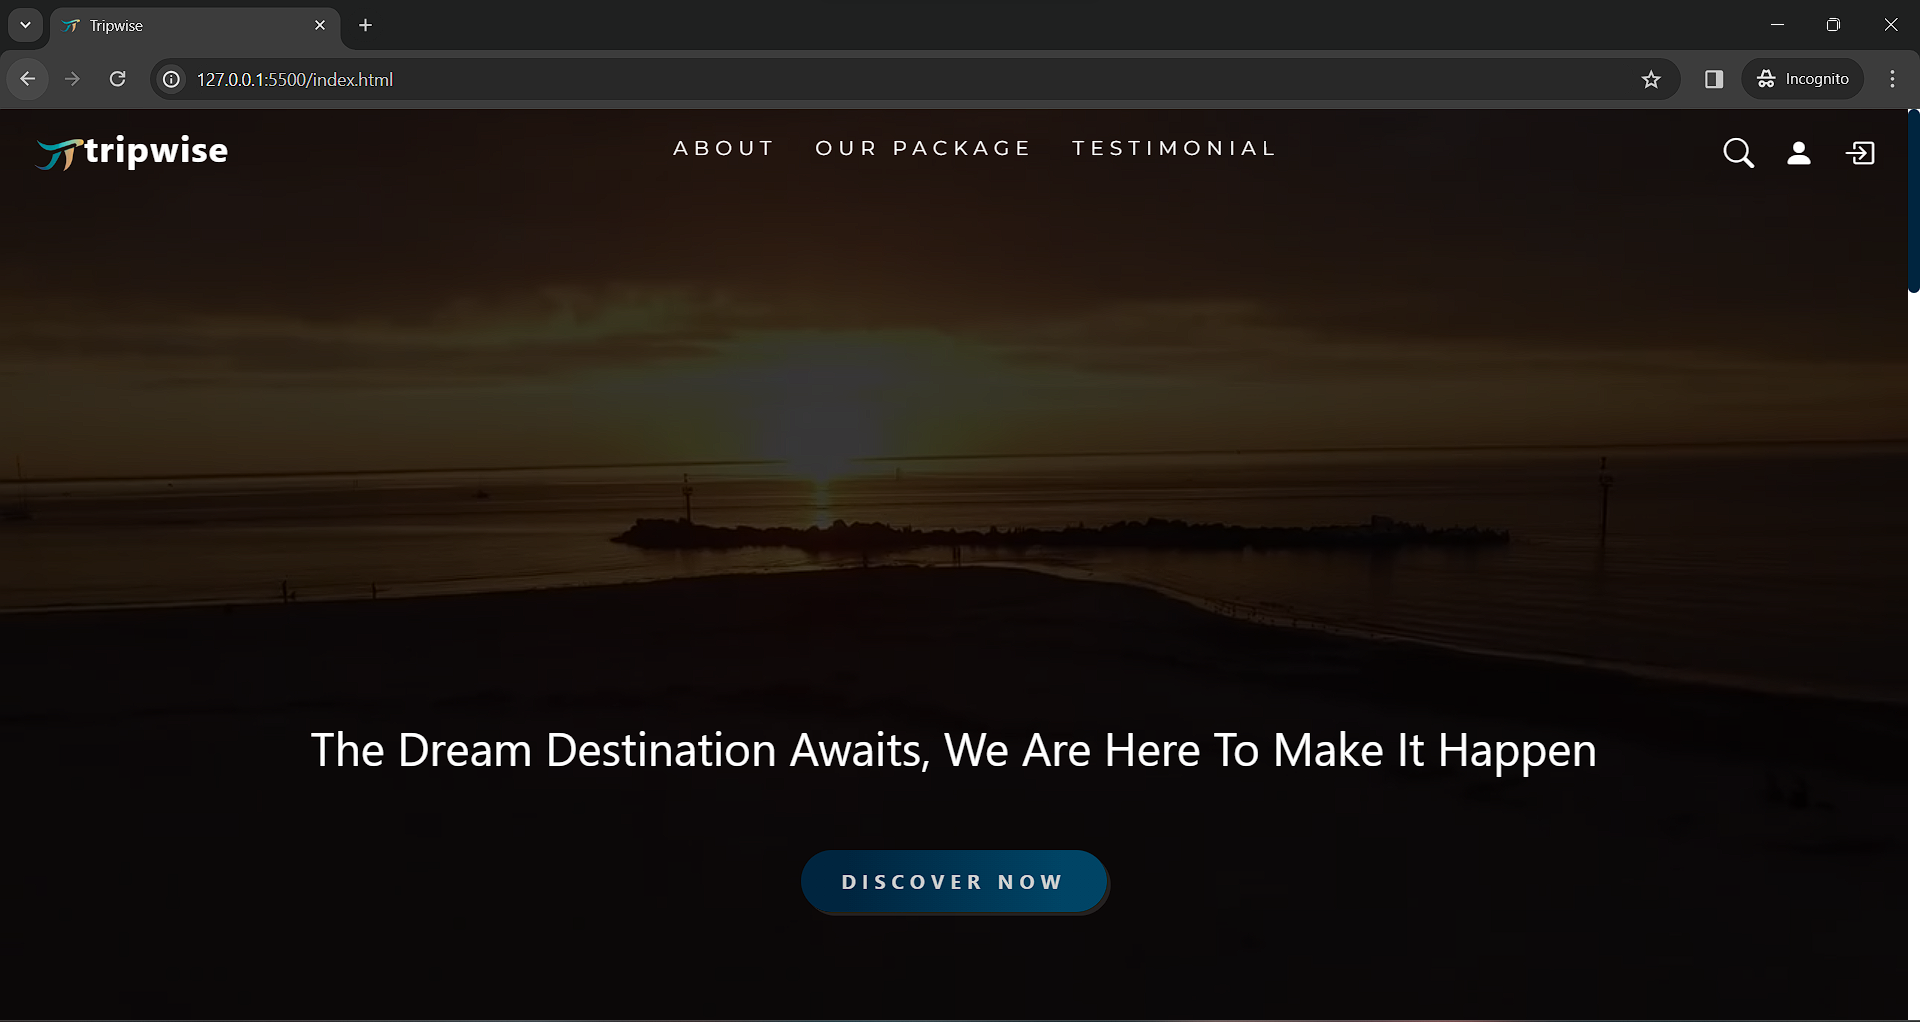 Tripwise
127.0.0.1:5500/index.html
Incognito
tripwise
ABOUT OUR PACKAGE TESTIMONIAL
The Dream Destination Awaits, We Are Here To Make It Happen
DISCOVER NOW